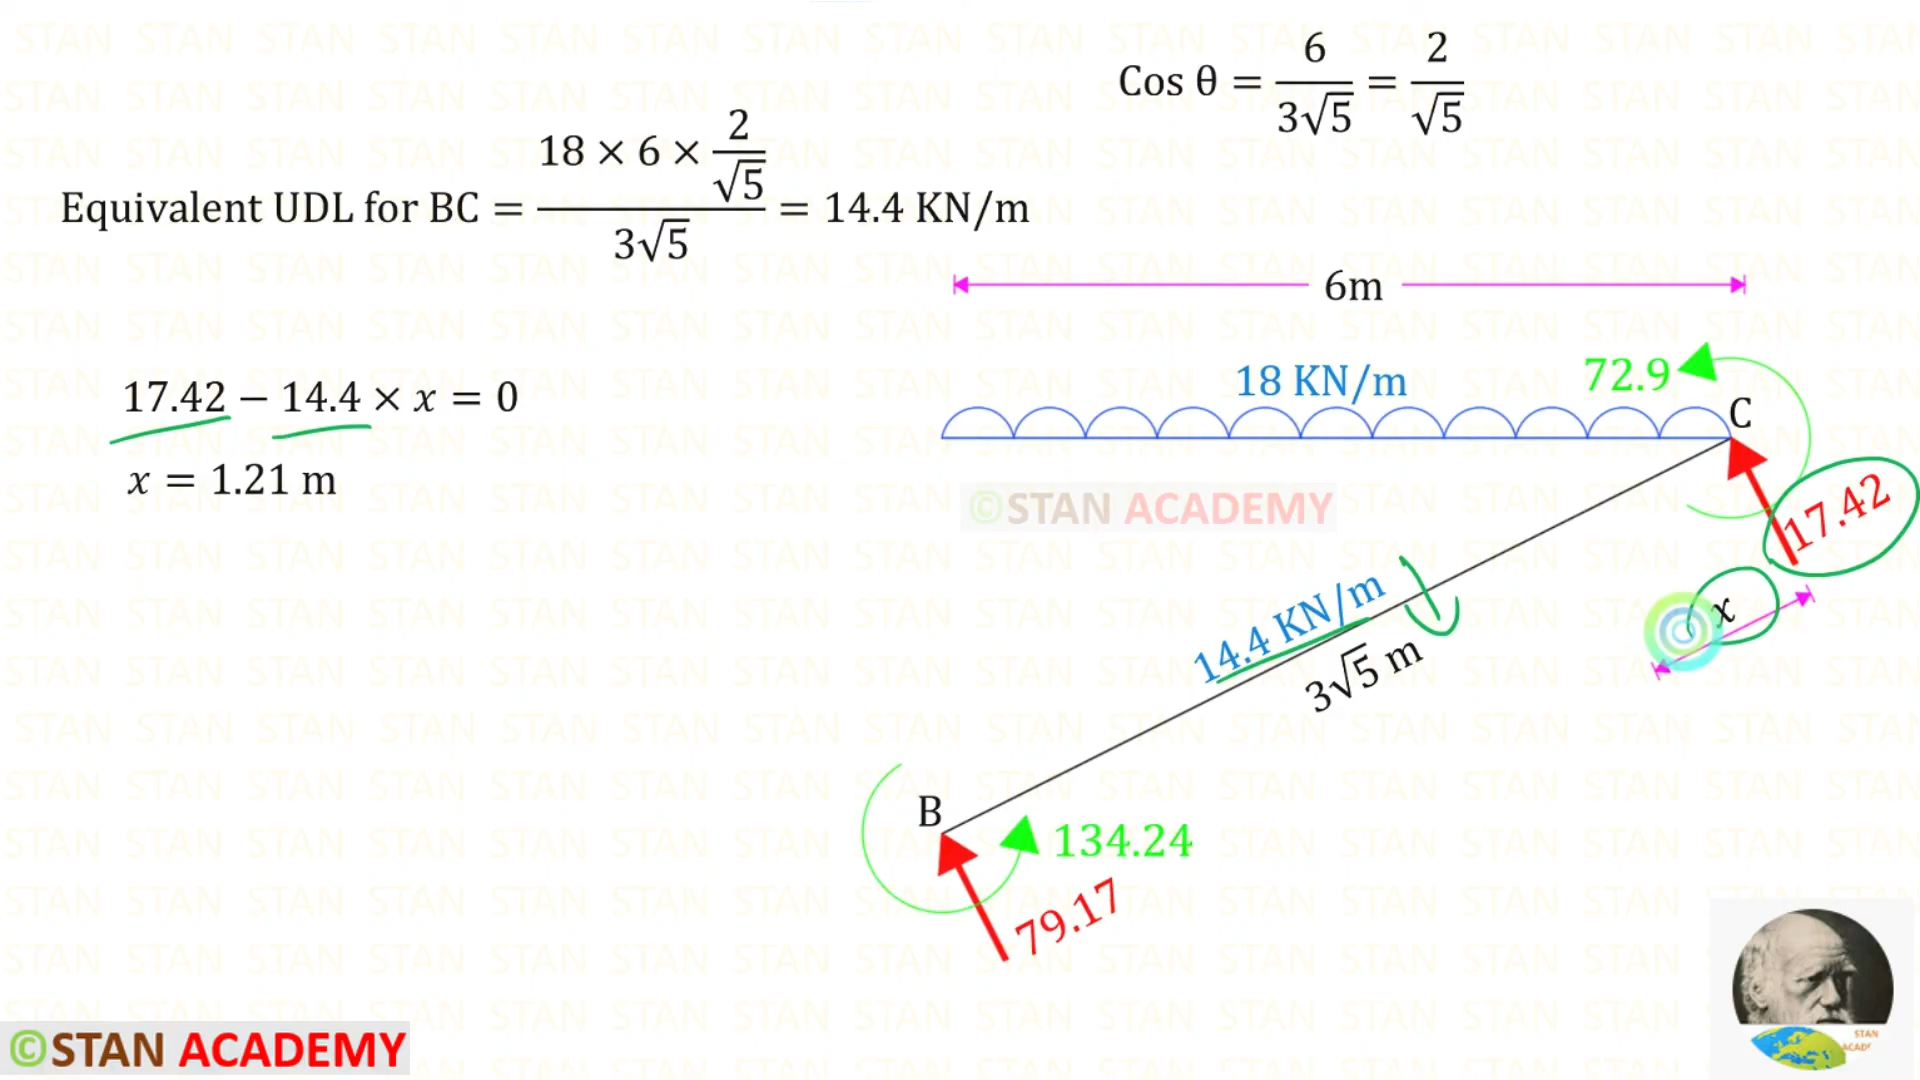 Cos θ = 6/3√5 = 2/√5
Equivalent UDL for BC = (18 × 6 × 2/√5)/3√5 = 14.4 KN/m
6m
17.42 − 14.4 × x = 0
x = 1.21 m
18 KN/m
72.9
C
17.42
©STAN ACADEMY
14.4 KN/m
3√5 m
x
B
134.24
79.17
©STAN ACADEMY
STAN
ACAD